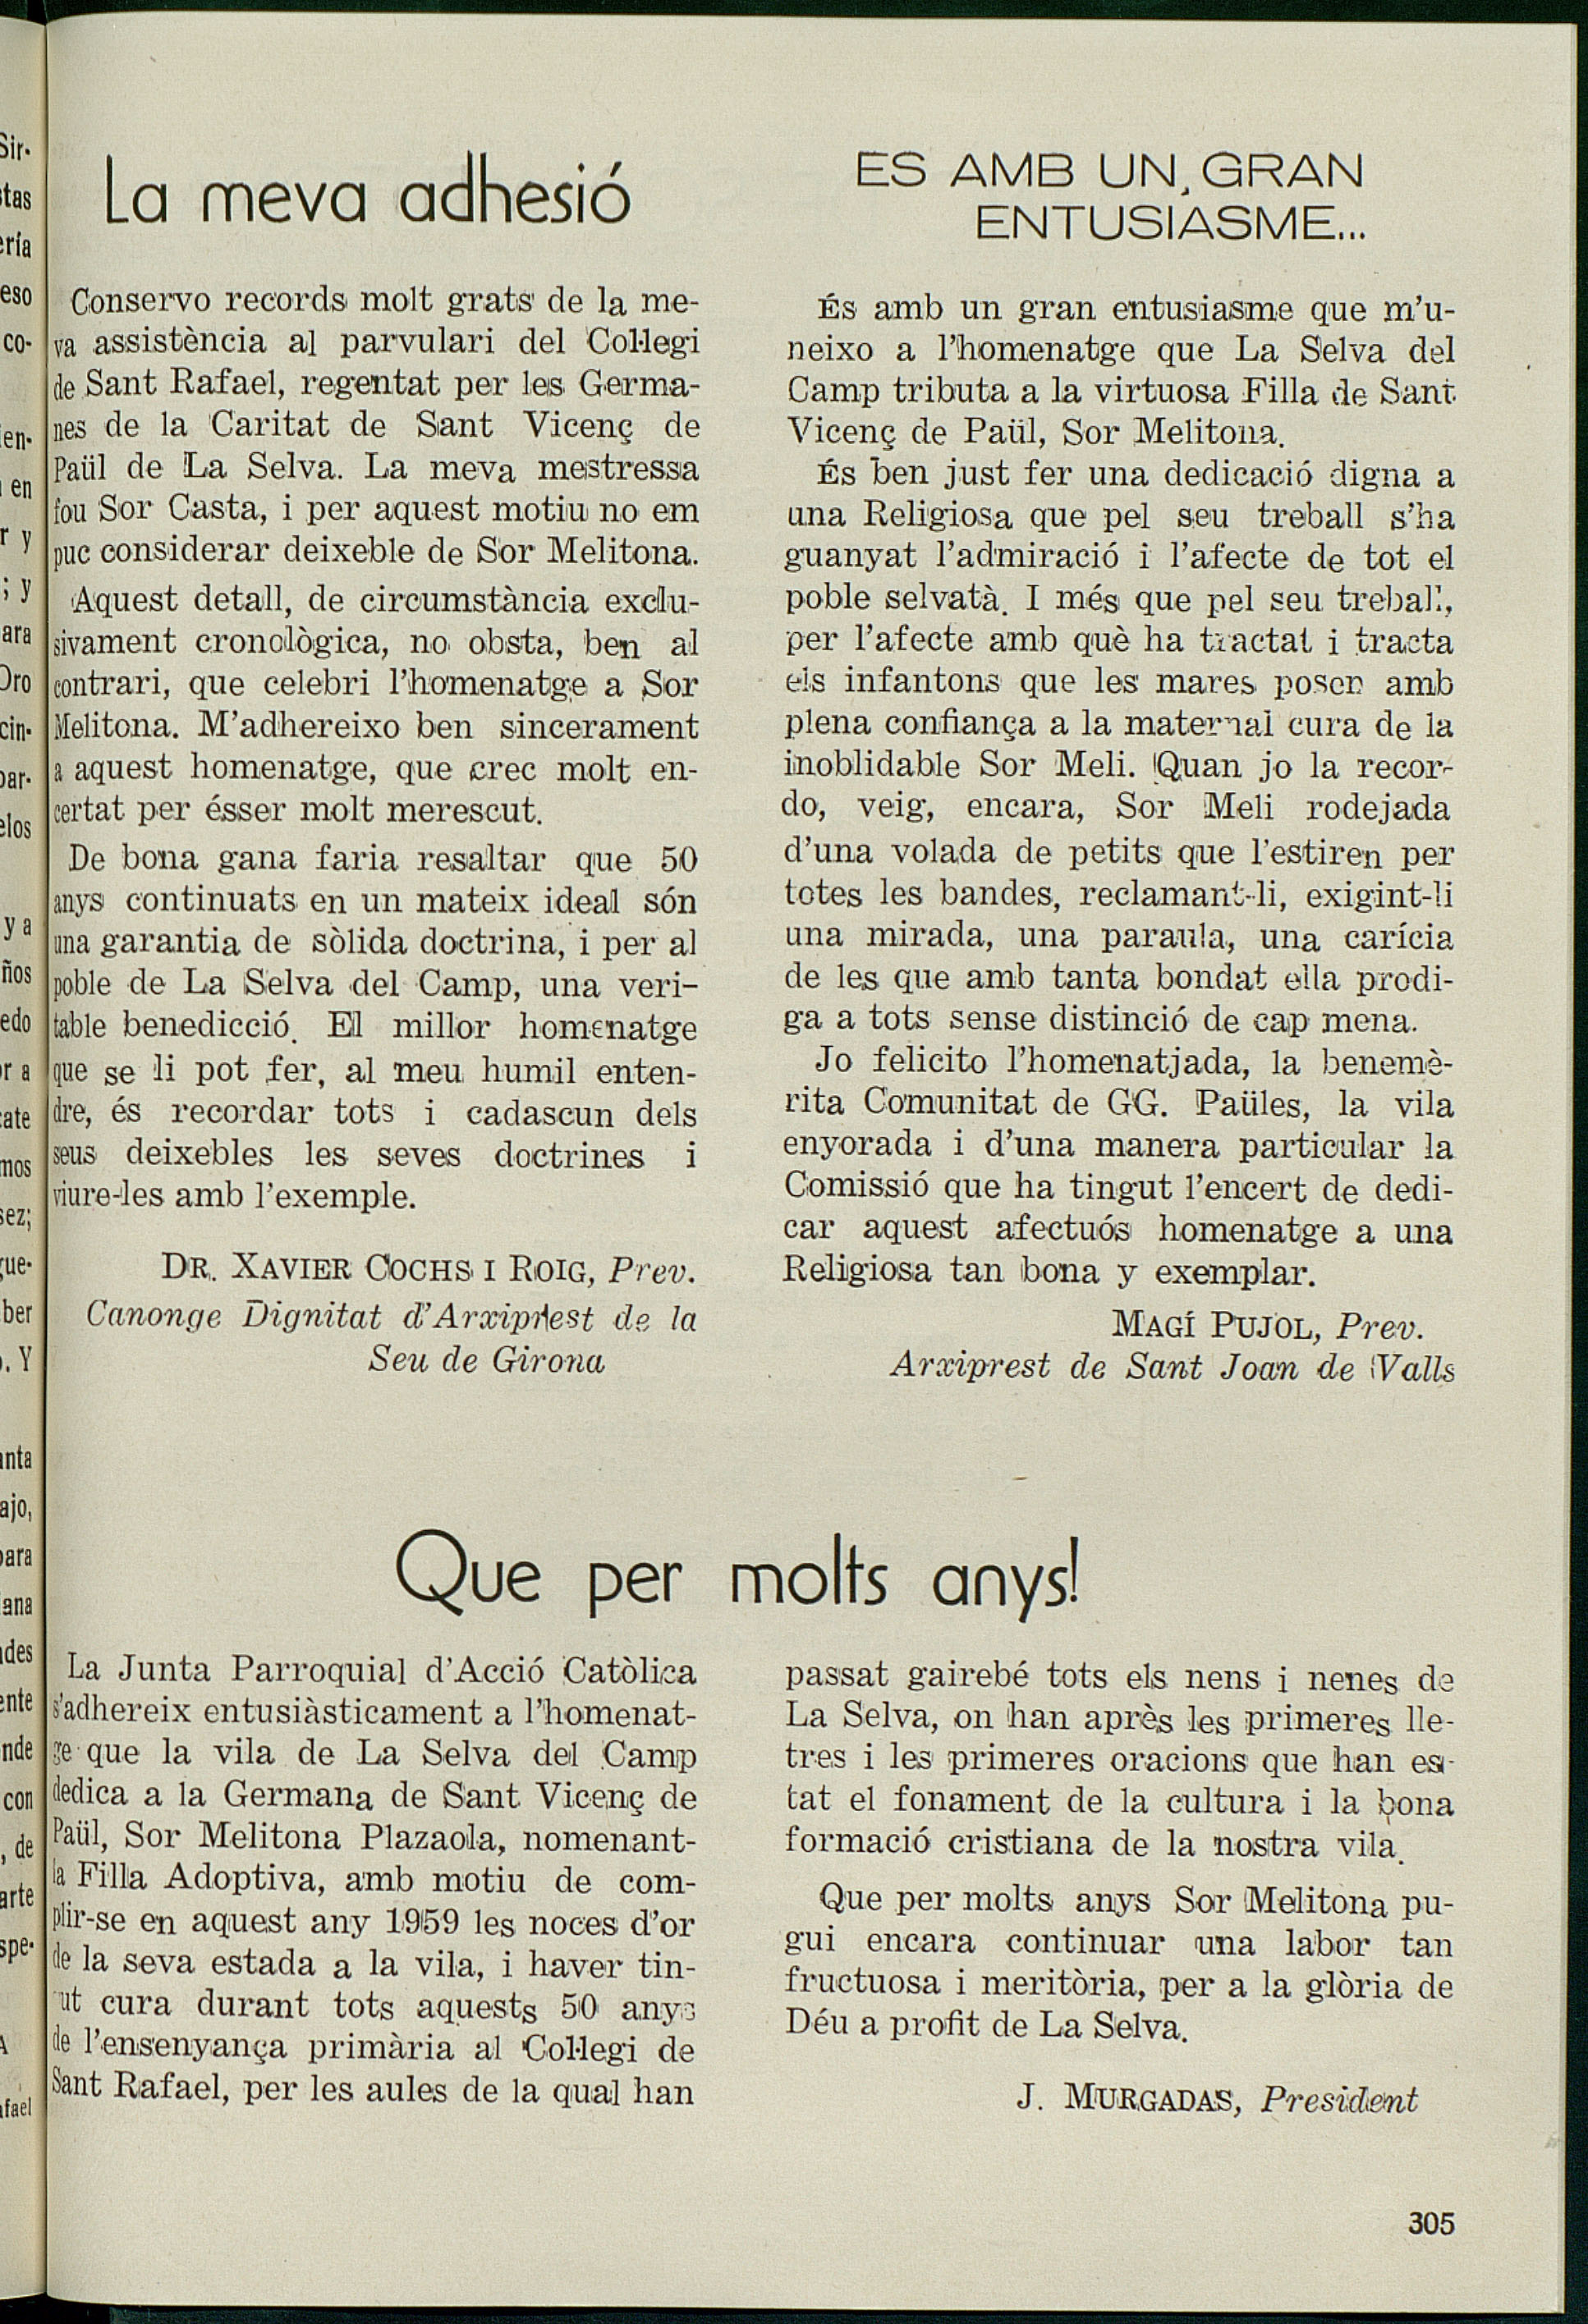 La meva adhesió
Conservo records molt grats de la me-
va assistència al parvulari del Col·legi
de Sant Rafael, regentat per les Germa-
nes de la Caritat de Sant Vicenç de
Paül de La Selva. La meva mestressa
fou Sor Casta, i per aquest motiu no em
puc considerar deixeble de Sor Melitona.
Aquest detall, de circumstància exclu-
sivament cronològica, no obsta, ben al
contrari, que celebri l'homenatge a Sor
Melitona. M'adhereixo ben sincerament
a aquest homenatge, que crec molt en-
certat per ésser molt merescut.
De bona gana faria resaltar que 50
anys continuats en un mateix ideal són
una garantia de sòlida doctrina, i per al
poble de La Selva del Camp, una veri-
table benedicció. El millor homenatge
que se li pot fer, al meu humil enten-
dre, és recordar tots i cadascun dels
seus deixebles les seves doctrines i
viure-les amb l'exemple.
DR. XAVIER COCHS I ROIG, Prev.
Canonge Dignitat d'Arxiprest de la
Seu de Girona
ES AMB UN GRAN
ENTUSIASME...
És amb un gran entusiasme que m'u-
neixo a l'homenatge que La Selva del
Camp tributa a la virtuosa Filla de Sant
Vicenç de Paül, Sor Melitona.
És ben just fer una dedicació digna a
una Religiosa que pel seu treball s'ha
guanyat l'admiració i l'afecte de tot el
poble selvatà. I més que pel seu treball,
per l'afecte amb què ha tractat i tracta
els infantons que les mares posen amb
plena confiança a la maternal cura de la
inoblidable Sor Meli. Quan jo la recor-
do, veig, encara, Sor Meli rodejada
d'una volada de petits que l'estiren per
totes les bandes, reclamant-li, exigint-li
una mirada, una paraula, una carícia
de les que amb tanta bondat ella prodi-
ga a tots sense distinció de cap mena.
Jo felicito l'homenatjada, la benemè-
rita Comunitat de GG. Paüles, la vila
enyorada i d'una manera particular la
Comissió que ha tingut l'encert de dedi-
car aquest afectuós homenatge a una
Religiosa tan bona y exemplar.
MAGÍ PUJOL, Prev.
Arxiprest de Sant Joan de Valls
Que per molts anys!
La Junta Parroquial d'Acció Catòlica
s'adhereix entusiàsticament a l'homenat-
ge que la vila de La Selva del Camp
dedica a la Germana de Sant Vicenç de
Paül, Sor Melitona Plazaola, nomenant-
la Filla Adoptiva, amb motiu de com-
plir-se en aquest any 1959 les noces d'or
de la seva estada a la vila, i haver tin-
ut cura durant tots aquests 50 anys
de l'ensenyança primària al Col·legi de
Sant Rafael, per les aules de la qual han
passat gairebé tots els nens i nenes de
La Selva, on han après les primeres lle-
tres i les primeres oracions que han es-
tat el fonament de la cultura i la bona
formació cristiana de la nostra vila.
Que per molts anys Sor Melitona pu-
gui encara continuar una labor tan
fructuosa i meritòria, per a la glòria de
Déu a profit de La Selva.
J. MURGADAS, President
305